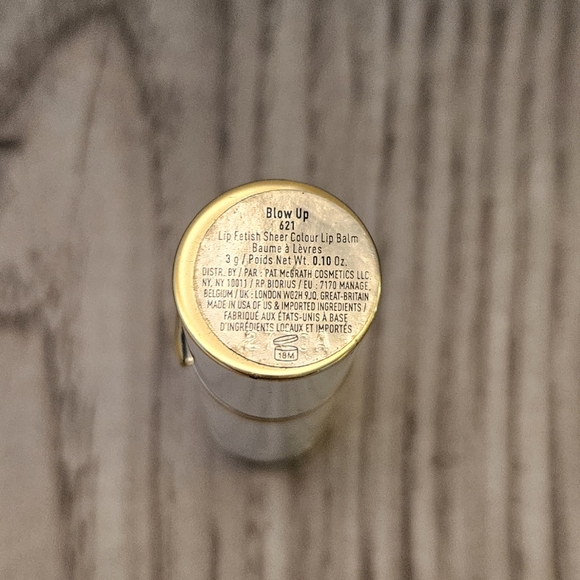 Blow Up
621
Lip Fetish Sheer Colour Lip Balm
Baume à Lèvres
3 g / Poids Net Wt. 0.10 Oz.
DISTR. BY / PAR : PAT McGRATH COSMETICS LLC.
NY, NY 10011 / RP BIORIUS / EU : 7170 MANAGE,
BELGIUM / UK : LONDON WC2H 9JQ, GREAT-BRITAIN
MADE IN USA OF US & IMPORTED INGREDIENTS /
FABRIQUÉ AUX ÉTATS-UNIS À BASE
D'INGRÉDIENTS LOCAUX ET IMPORTÉS
18M